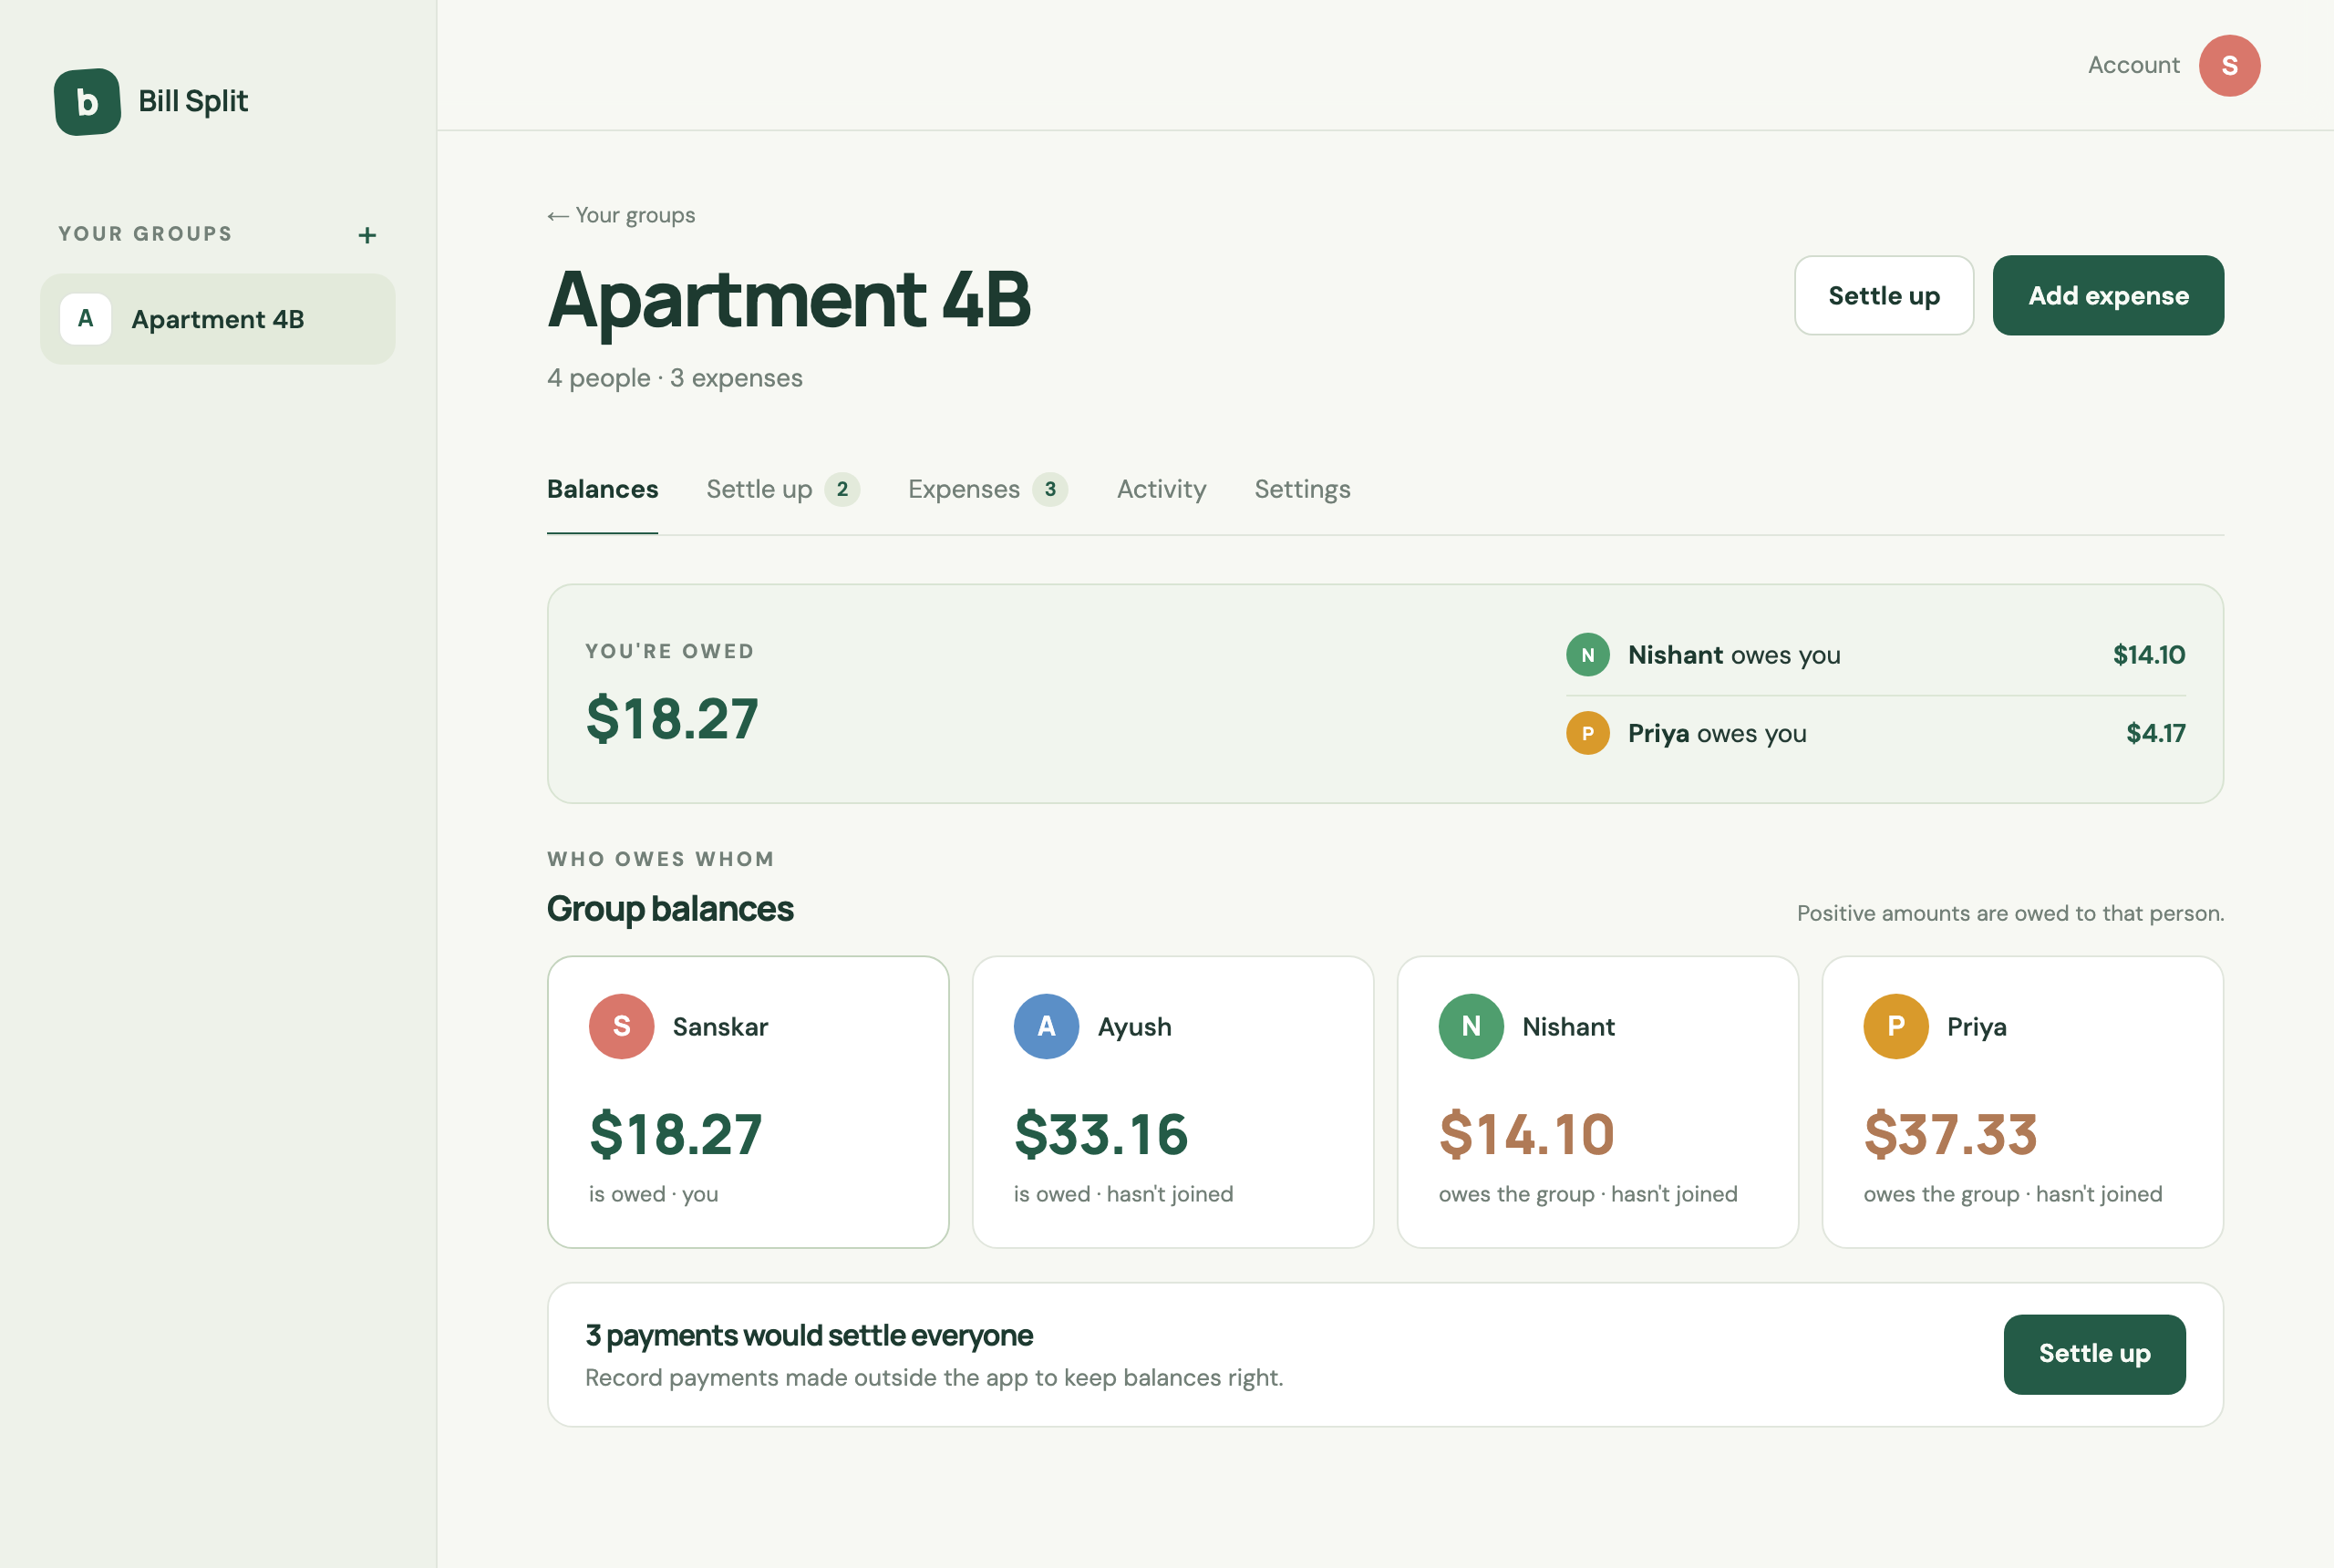 b Bill Split
Account S
YOUR GROUPS +
A Apartment 4B
← Your groups
Apartment 4B
Settle up
Add expense
4 people · 3 expenses
Balances Settle up 2 Expenses 3 Activity Settings
YOU'RE OWED
$18.27
N Nishant owes you $14.10
P Priya owes you $4.17
WHO OWES WHOM
Group balances
Positive amounts are owed to that person.
S Sanskar
$18.27
is owed · you
A Ayush
$33.16
is owed · hasn't joined
N Nishant
$14.10
owes the group · hasn't joined
P Priya
$37.33
owes the group · hasn't joined
3 payments would settle everyone
Record payments made outside the app to keep balances right.
Settle up